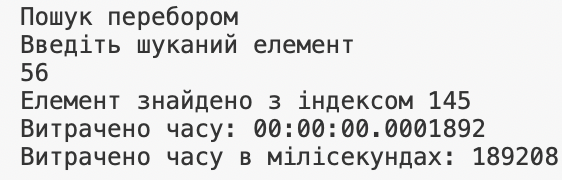 Пошук перебором
Введіть шуканий елемент
56
Елемент знайдено з індексом 145
Витрачено часу: 00:00:00.0001892
Витрачено часу в мілісекундах: 189208